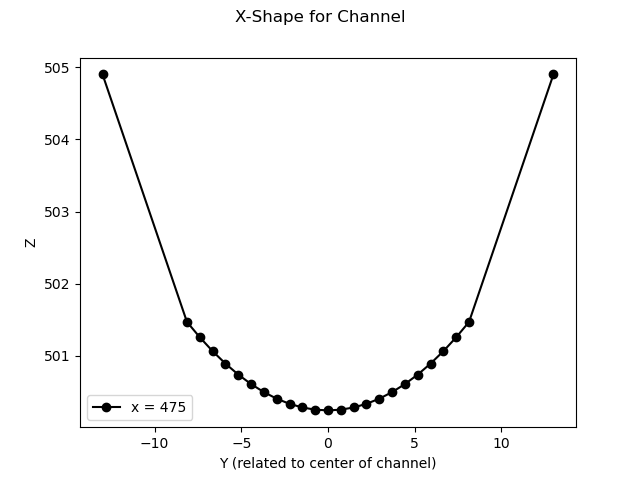 X-Shape for Channel
505
504
503
502
501
Z
x = 475
−10
−5
0
5
10
Y (related to center of channel)